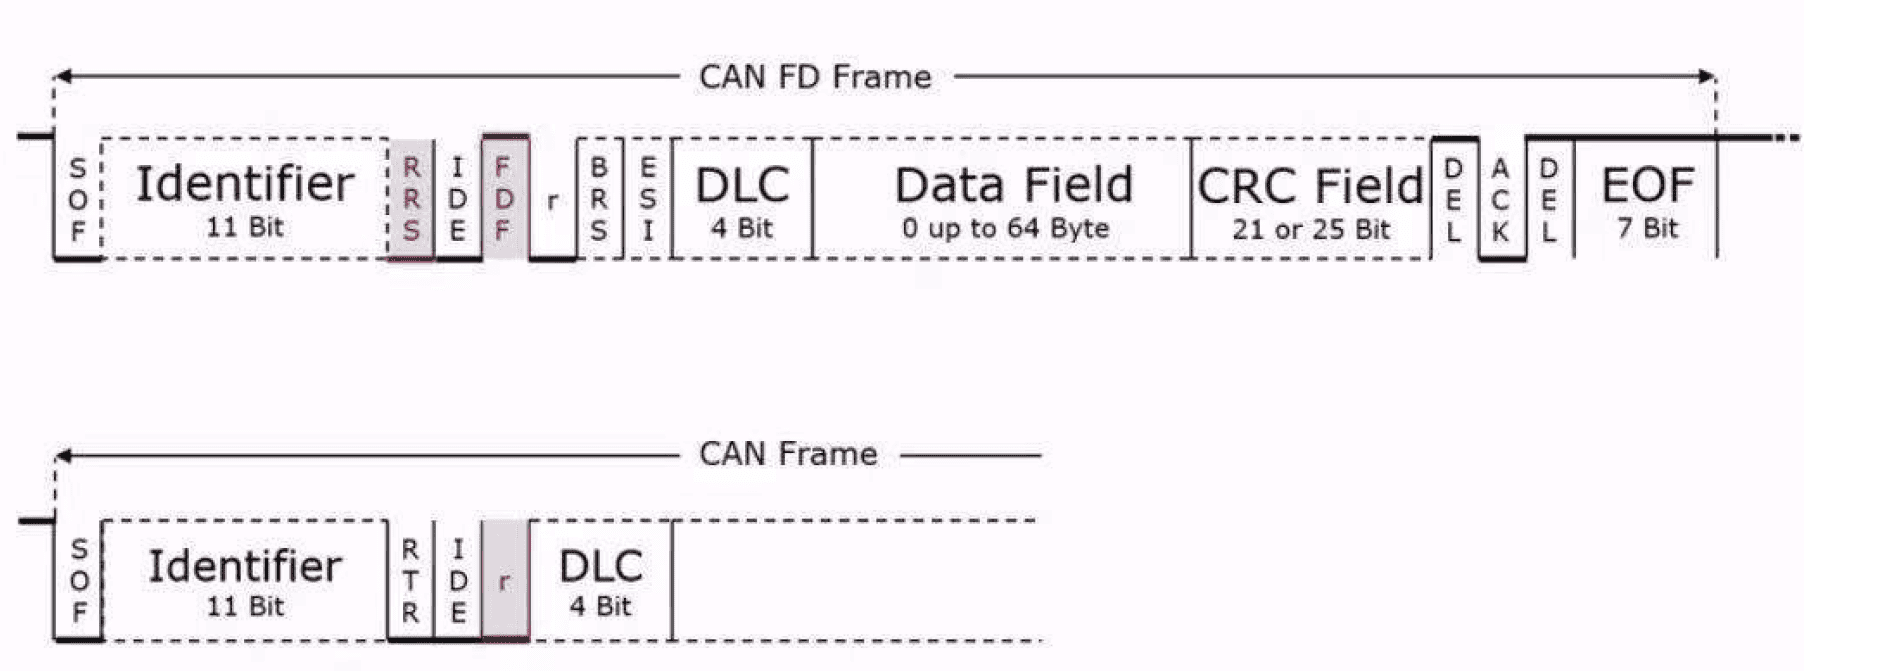 CAN FD Frame
SOF Identifier RRS IDE FDF r BRS ESI DLC Data Field CRC Field DEL ACK DEL EOF
11 Bit 4 Bit 0 up to 64 Byte 21 or 25 Bit 7 Bit
CAN Frame
SOF Identifier RTR IDE r DLC
11 Bit 4 Bit